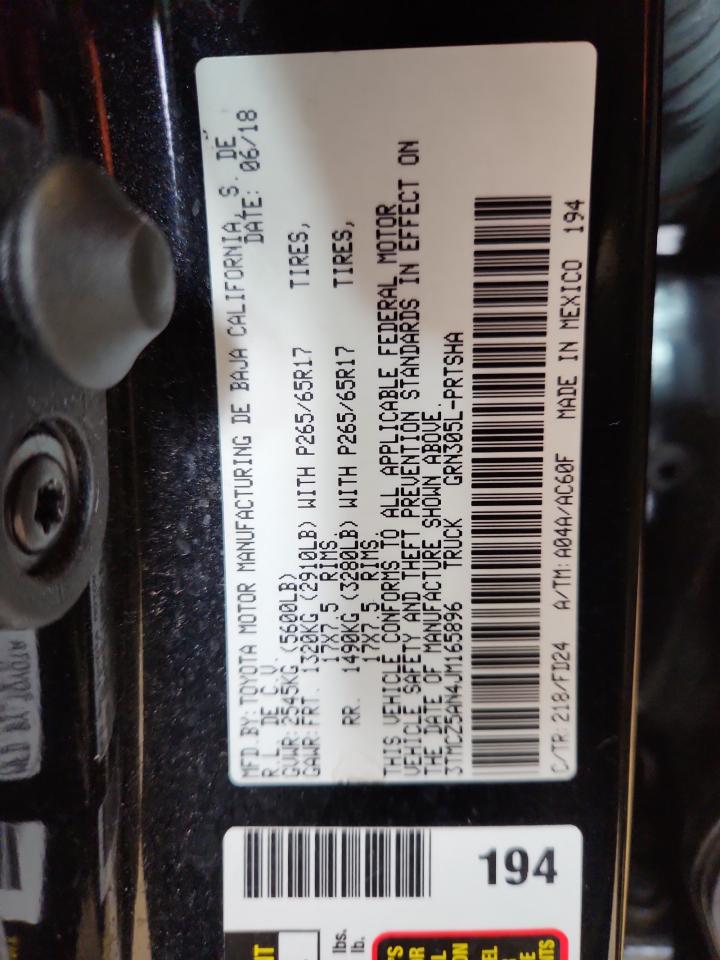 MFD.BY:TOYOTA MOTOR MANUFACTURING DE BAJA CALIFORNIA, S. DE
R.L. DE C.V. DATE: 06/18
GVWR:2545KG (5600LB)
GAWR:FRT. 1320KG (2910LB) WITH P265/65R17 TIRES,
17X7.5 RIMS.
RR. 1490KG (3280LB) WITH P265/65R17 TIRES,
17X7.5 RIMS.
THIS VEHICLE CONFORMS TO ALL APPLICABLE FEDERAL MOTOR
VEHICLE SAFETY AND THEFT PREVENTION STANDARDS IN EFFECT ON
THE DATE OF MANUFACTURE SHOWN ABOVE.
3TMCZ5AN4JM165896 TRUCK GRN305L-PRTSHA
C/TR:218/FD24 A/TM:A04A/AC60F MADE IN MEXICO 194
194
lbs.
lb.